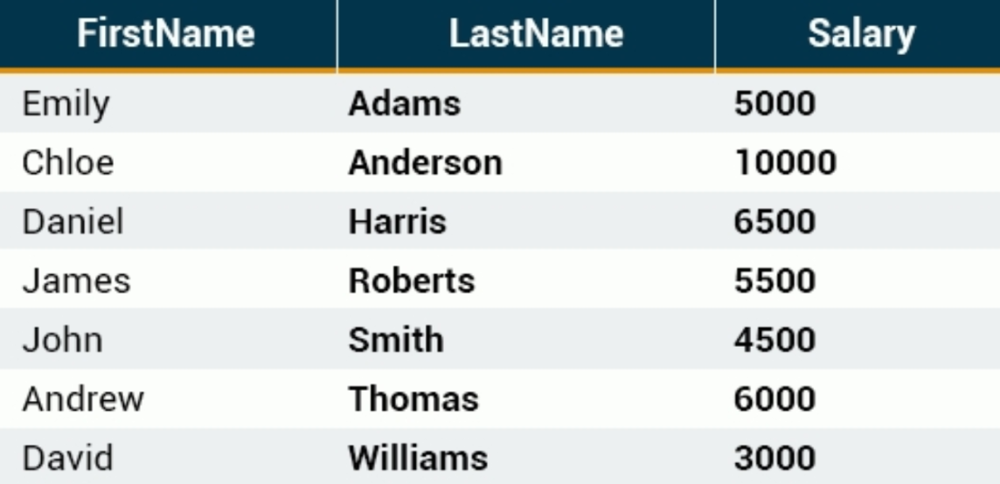 FirstName LastName Salary
Emily Adams 5000
Chloe Anderson 10000
Daniel Harris 6500
James Roberts 5500
John Smith 4500
Andrew Thomas 6000
David Williams 3000